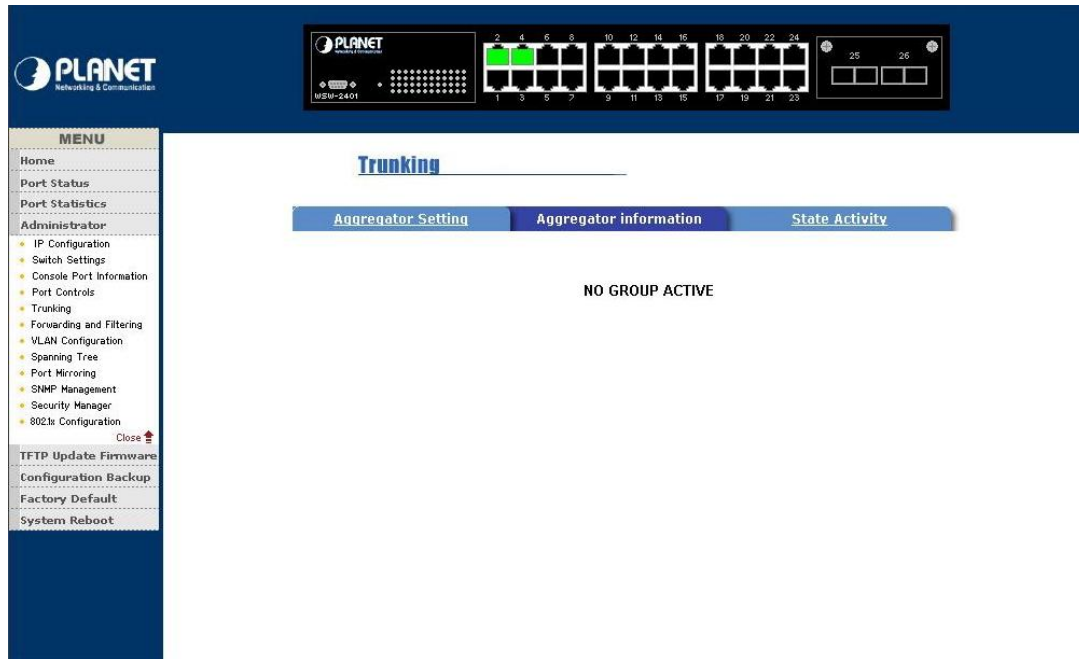 PLANET
Networking & Communication
PLANET
Networking & Communication
WSW-2401
2 4 6 8 10 12 14 16 18 20 22 24
1 3 5 7 9 11 13 15 17 19 21 23
25 26
MENU
Home
Port Status
Port Statistics
Administrator
IP Configuration
Switch Settings
Console Port Information
Port Controls
Trunking
Forwarding and Filtering
VLAN Configuration
Spanning Tree
Port Mirroring
SNMP Management
Security Manager
802.1x Configuration
Close
TFTP Update Firmware
Configuration Backup
Factory Default
System Reboot
Trunking
Aggregator Setting
Aggregator information
State Activity
NO GROUP ACTIVE